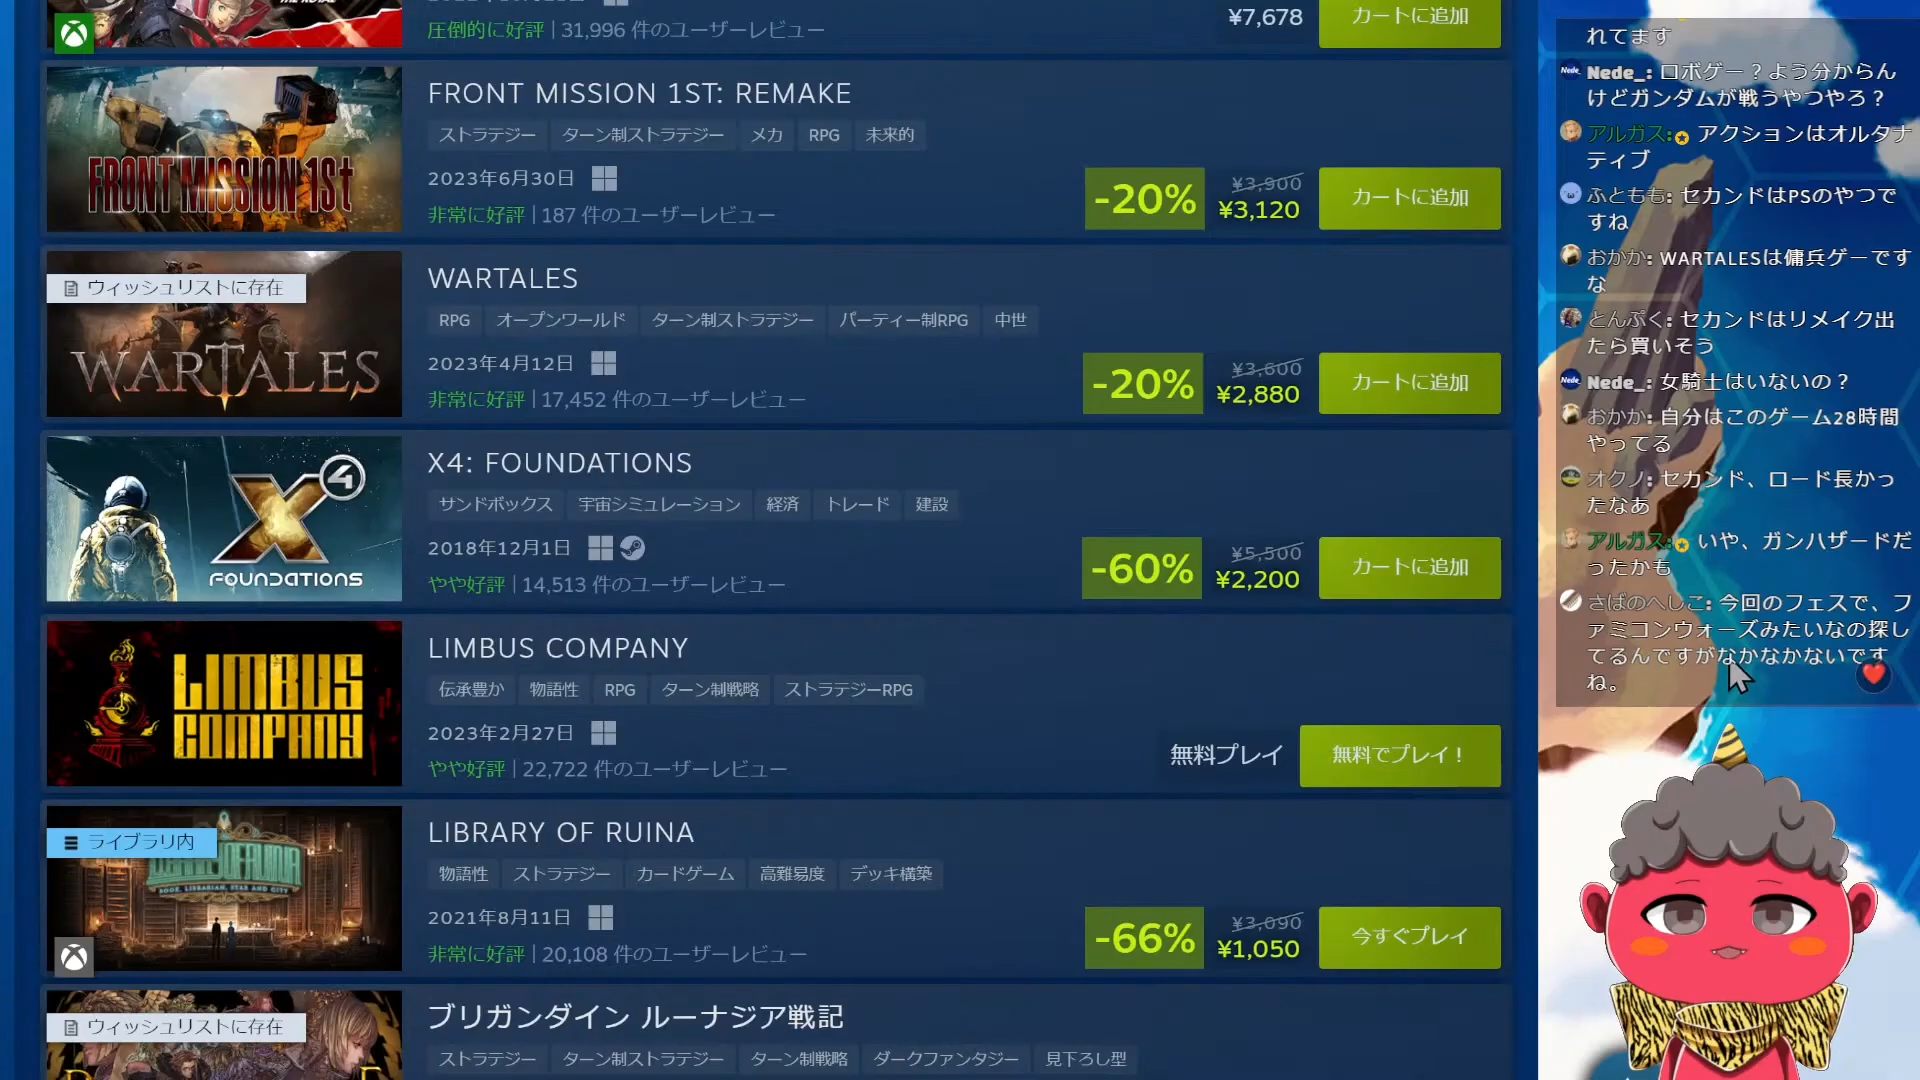 圧倒的に好評 | 31,996 件のユーザーレビュー
¥7,678
カートに追加
FRONT MISSION 1St
FRONT MISSION 1ST: REMAKE
ストラテジー ターン制ストラテジー メカ RPG 未来的
2023年6月30日
非常に好評 | 187 件のユーザーレビュー
-20%
¥3,900
¥3,120
カートに追加
ウィッシュリストに存在
WARTALES
WARTALES
RPG オープンワールド ターン制ストラテジー パーティー制RPG 中世
2023年4月12日
非常に好評 | 17,452 件のユーザーレビュー
-20%
¥3,600
¥2,880
カートに追加
X4
FOUNDATIONS
X4: FOUNDATIONS
サンドボックス 宇宙シミュレーション 経済 トレード 建設
2018年12月1日
やや好評 | 14,513 件のユーザーレビュー
-60%
¥5,500
¥2,200
カートに追加
LIMBUS
COMPANY
LIMBUS COMPANY
伝承豊か 物語性 RPG ターン制戦略 ストラテジーRPG
2023年2月27日
やや好評 | 22,722 件のユーザーレビュー
無料プレイ
無料でプレイ！
ライブラリ内
LIBRARY OF RUINA
物語性 ストラテジー カードゲーム 高難易度 デッキ構築
2021年8月11日
非常に好評 | 20,108 件のユーザーレビュー
-66%
¥3,090
¥1,050
今すぐプレイ
ウィッシュリストに存在
ブリガンダイン ルーナジア戦記
ストラテジー ターン制ストラテジー ターン制戦略 ダークファンタジー 見下ろし型
れてます
Nede_: ロボゲー？よう分からん
けどガンダムが戦うやつやろ？
アルガス: アクションはオルタナ
ティブ
ふともも: セカンドはPSのやつで
すね
おかか: WARTALESは傭兵ゲーです
な
とんぷく: セカンドはリメイク出
たら買いそう
Nede_: 女騎士はいないの？
おかか: 自分はこのゲーム28時間
やってる
オクノ: セカンド、ロード長かっ
たなあ
アルガス: いや、ガンハザードだ
ったかも
さばのへしこ: 今回のフェスで、フ
ァミコンウォーズみたいなの探し
てるんですがなかなかないです
ね。